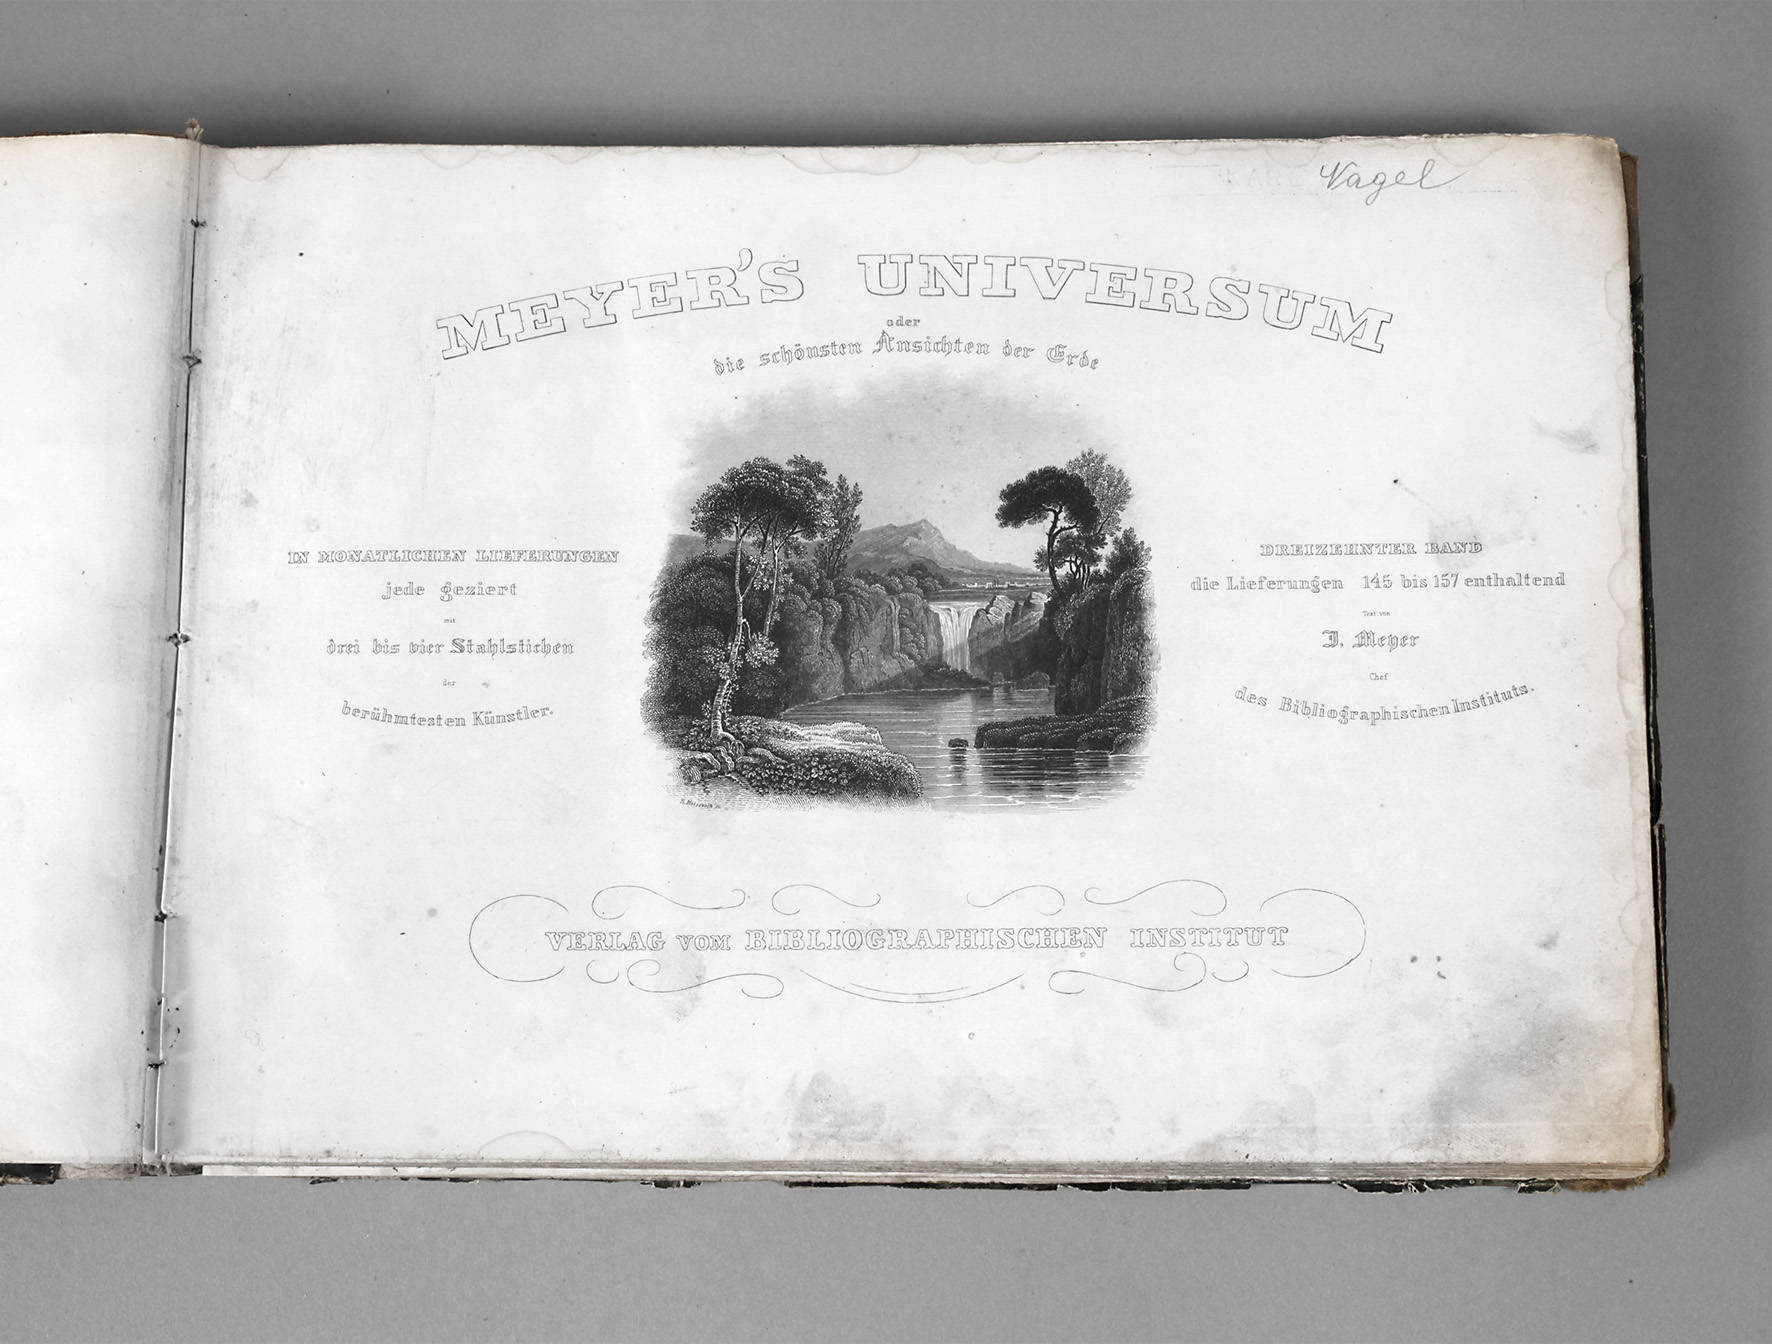 Nagel
MEYER'S UNIVERSUM
oder
die schönsten Ansichten der Erde
IN MONATLICHEN LIEFERUNGEN
jede geziert
mit
drei bis vier Stahlstichen
der
berühmtesten Künstler.
DREIZEHNTER BAND
die Lieferungen 145 bis 157 enthaltend
Text von
J. Meyer
Chef
des Bibliographischen Instituts.
VERLAG VOM BIBLIOGRAPHISCHEN INSTITUT